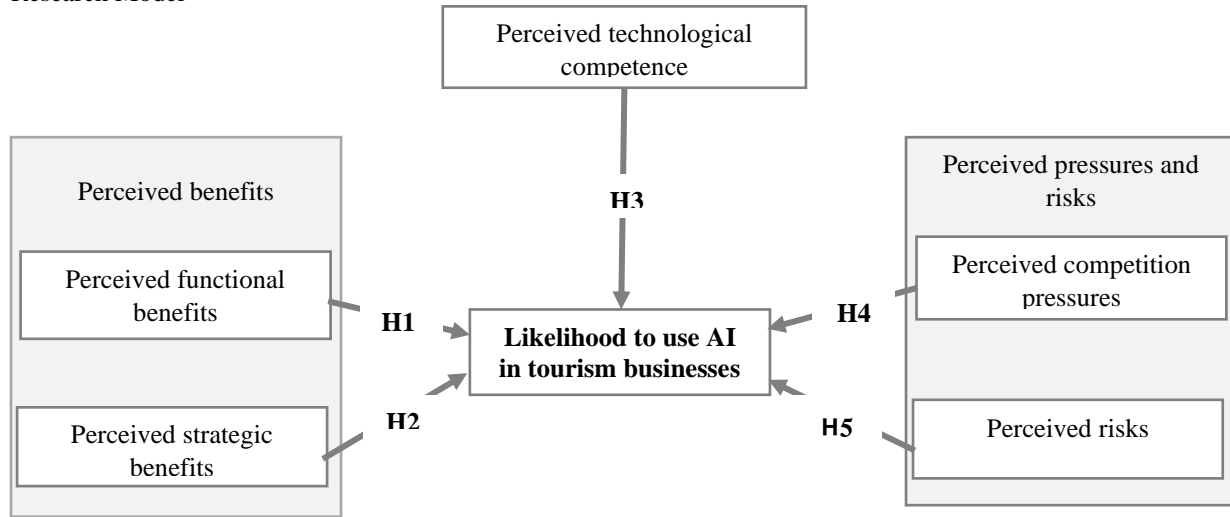 Research Model
Perceived technological
competence
Perceived benefits
Perceived functional
benefits
Perceived strategic
benefits
H1
H2
H3
Likelihood to use AI
in tourism businesses
H4
H5
Perceived pressures and
risks
Perceived competition
pressures
Perceived risks